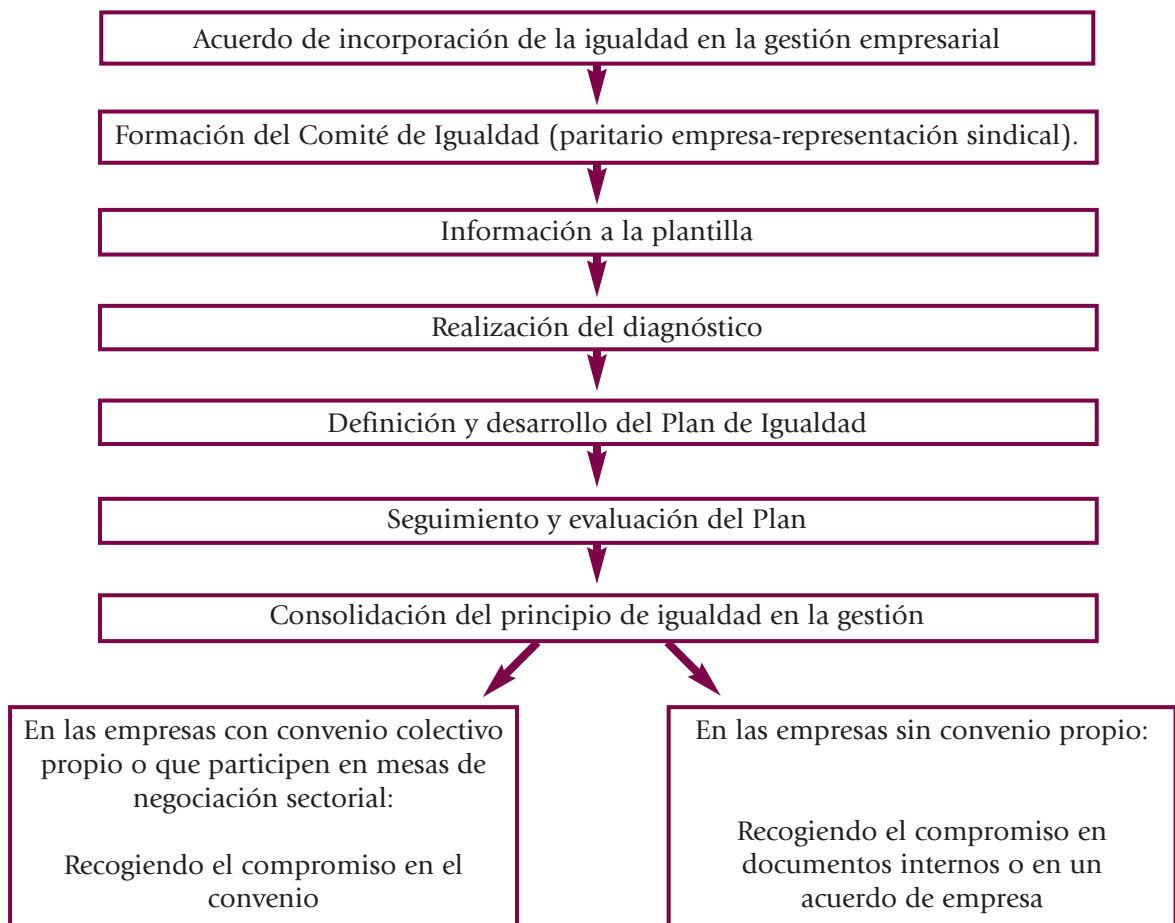 Acuerdo de incorporación de la igualdad en la gestión empresarial
Formación del Comité de Igualdad (paritario empresa-representación sindical).
Información a la plantilla
Realización del diagnóstico
Definición y desarrollo del Plan de Igualdad
Seguimiento y evaluación del Plan
Consolidación del principio de igualdad en la gestión
En las empresas con convenio colectivo
propio o que participen en mesas de
negociación sectorial:
Recogiendo el compromiso en el
convenio
En las empresas sin convenio propio:
Recogiendo el compromiso en
documentos internos o en un
acuerdo de empresa